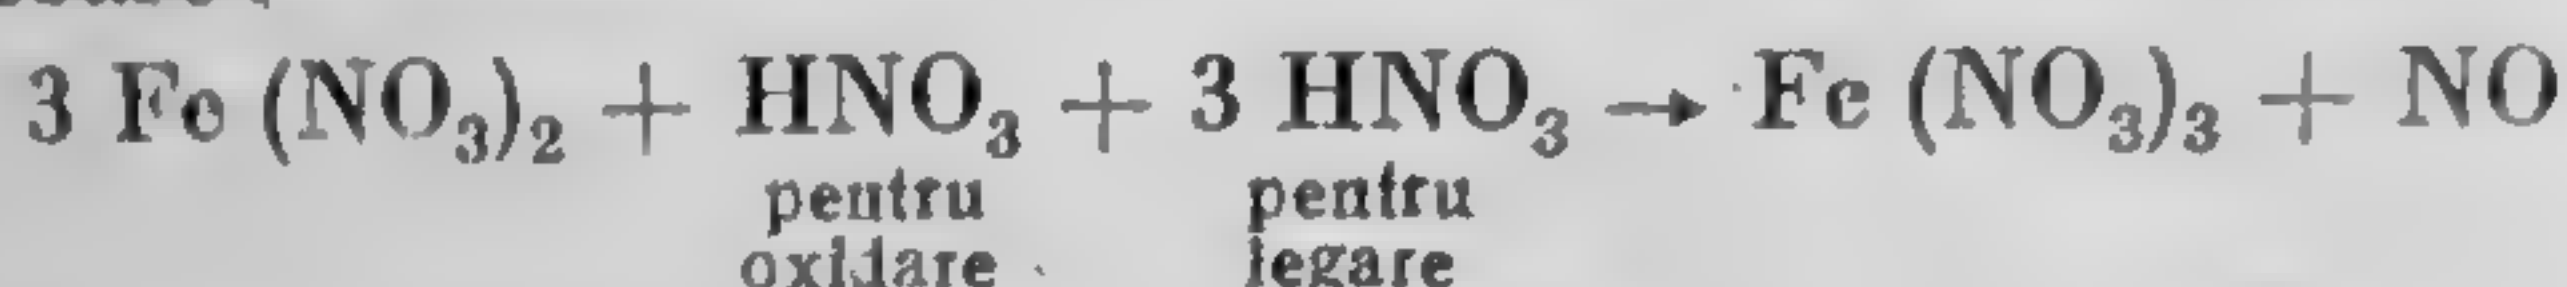 3 Fe (NO₃)₂ + HNO₃ + 3 HNO₃ → Fe (NO₃)₃ + NO
pentru pentru
oxidare legare